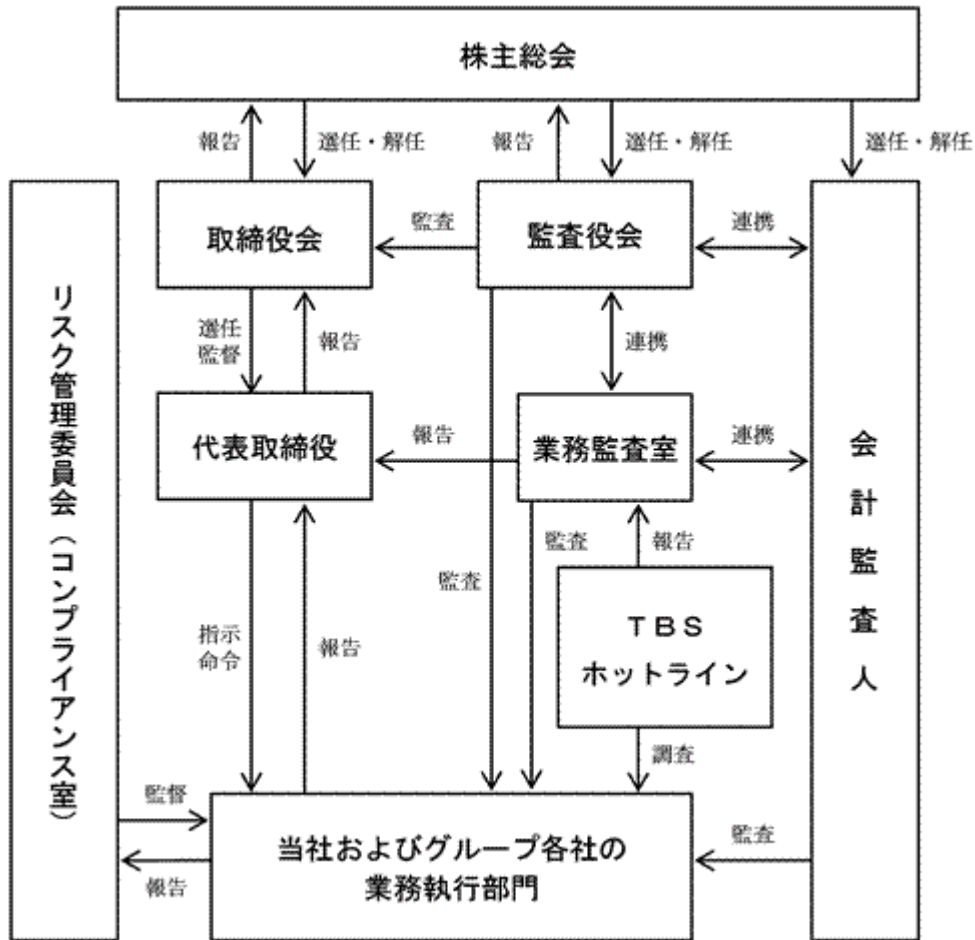 株主総会
報告
選任・解任
報告
選任・解任
選任・解任
取締役会
監査
監査役会
連携
選任
監督
報告
連携
代表取締役
報告
業務監査室
連携
リスク管理委員会（コンプライアンス室）
会計監査人
監査
報告
監査
TBS
ホットライン
指示
命令
報告
調査
監督
報告
当社およびグループ各社の
業務執行部門
監査